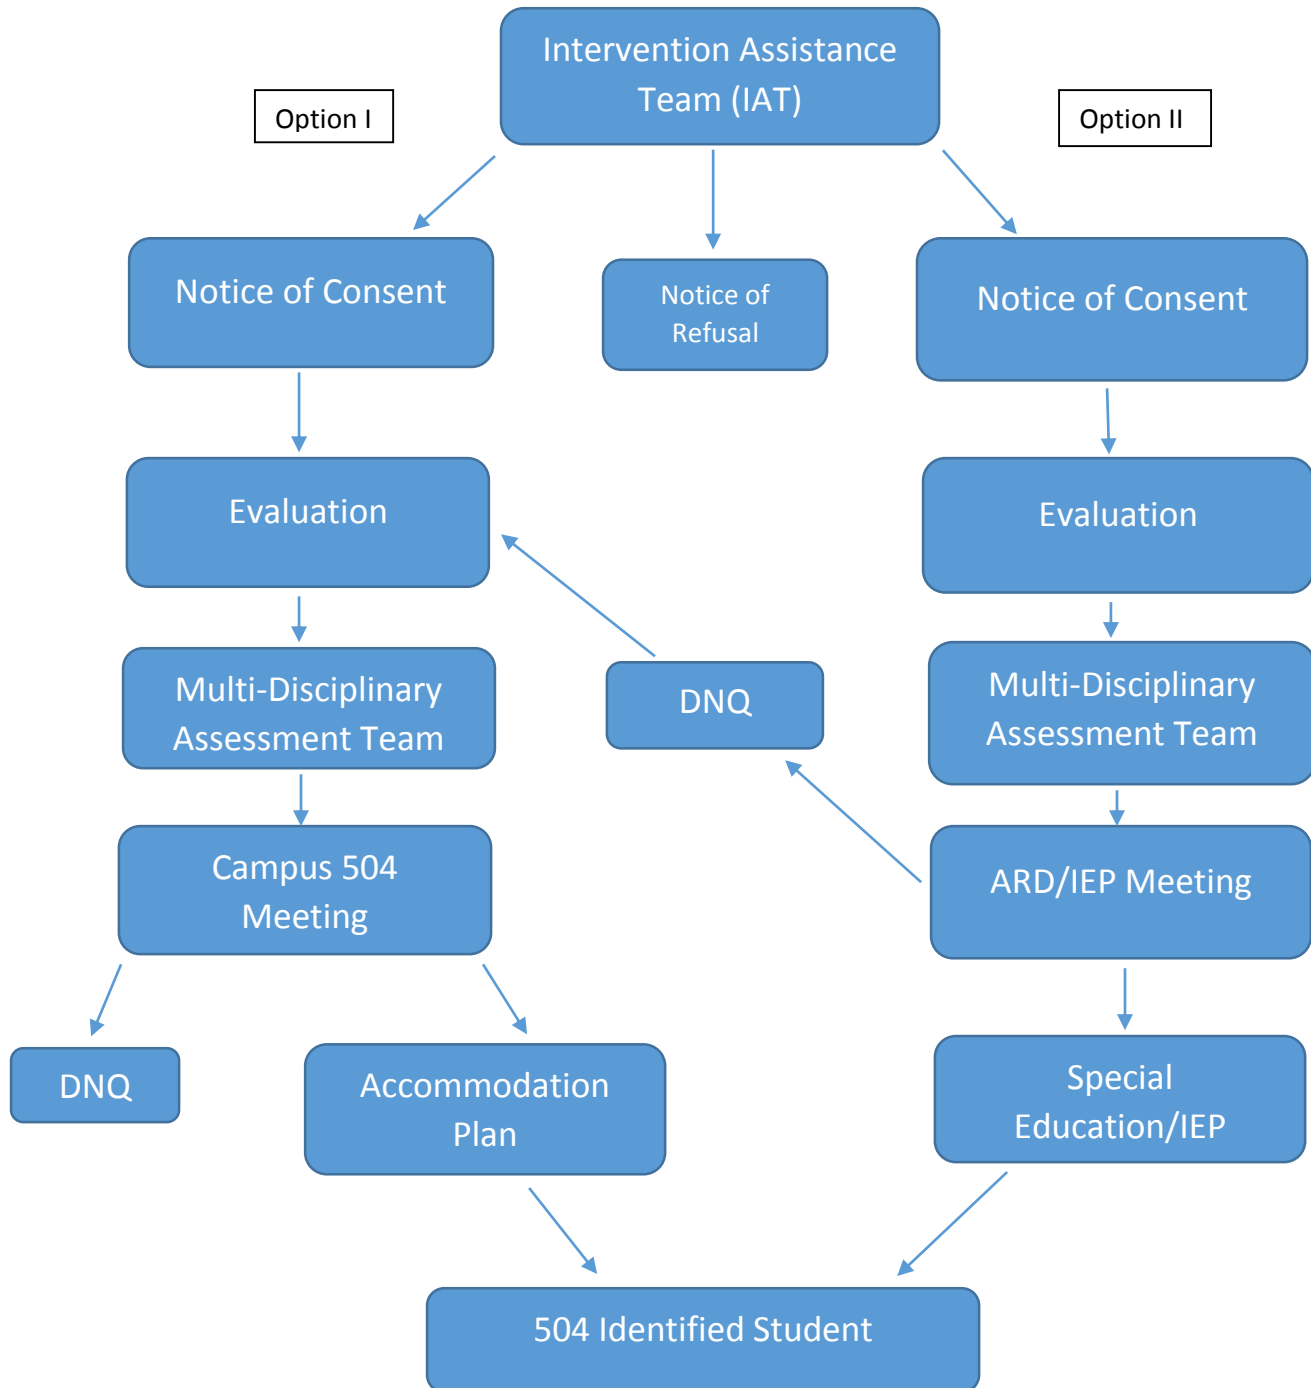 Intervention Assistance
Team (IAT)
Option I
Option II
Notice of Consent
Notice of
Refusal
Notice of Consent
Evaluation
Evaluation
Multi-Disciplinary
Assessment Team
DNQ
Multi-Disciplinary
Assessment Team
Campus 504
Meeting
ARD/IEP Meeting
DNQ
Accommodation
Plan
Special
Education/IEP
504 Identified Student